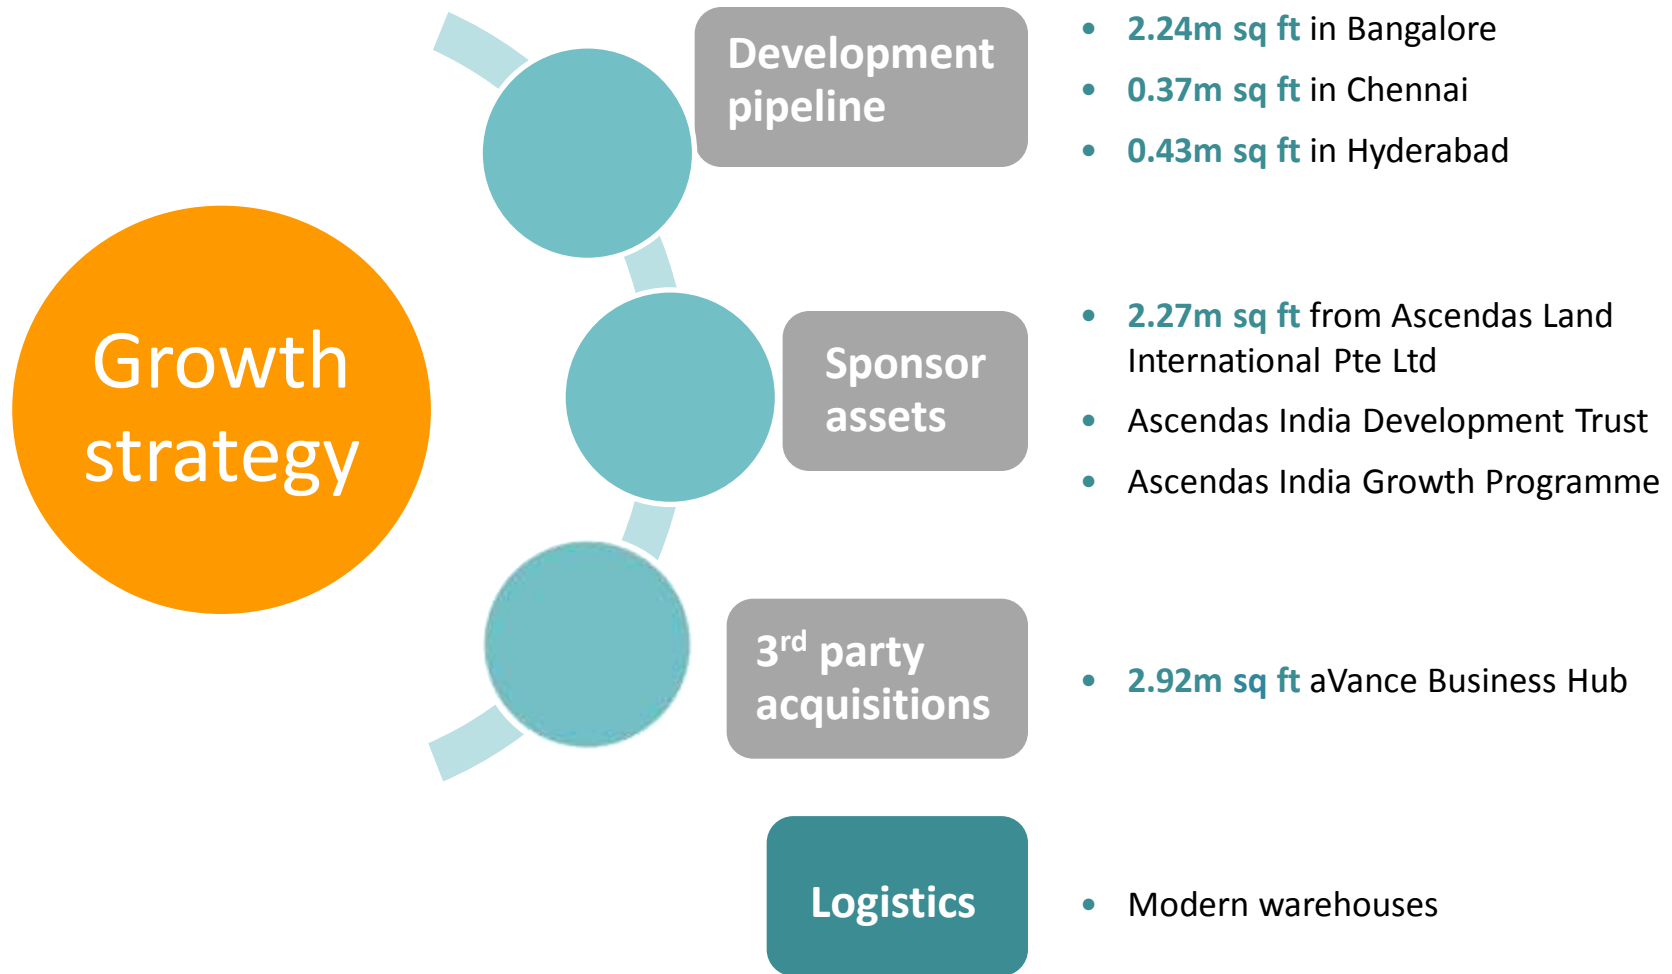 Growth
strategy
Development
pipeline
• 2.24m sq ft in Bangalore
• 0.37m sq ft in Chennai
• 0.43m sq ft in Hyderabad
Sponsor
assets
• 2.27m sq ft from Ascendas Land
International Pte Ltd
• Ascendas India Development Trust
• Ascendas India Growth Programme
3rd party
acquisitions
• 2.92m sq ft aVance Business Hub
Logistics
• Modern warehouses